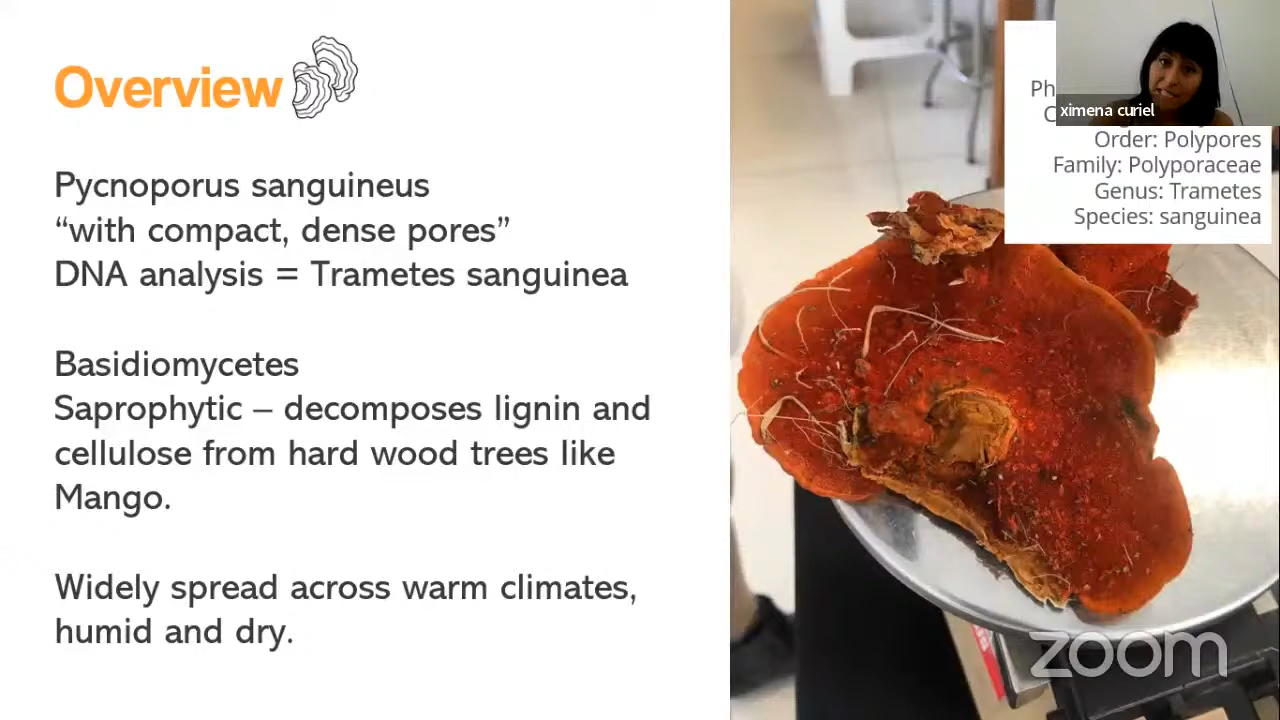 Overview
Pycnoporus sanguineus
“with compact, dense pores”
DNA analysis = Trametes sanguinea
Basidiomycetes
Saprophytic – decomposes lignin and
cellulose from hard wood trees like
Mango.
Widely spread across warm climates,
humid and dry.
ximena curiel
Order: Polypores
Family: Polyporaceae
Genus: Trametes
Species: sanguinea
zoom